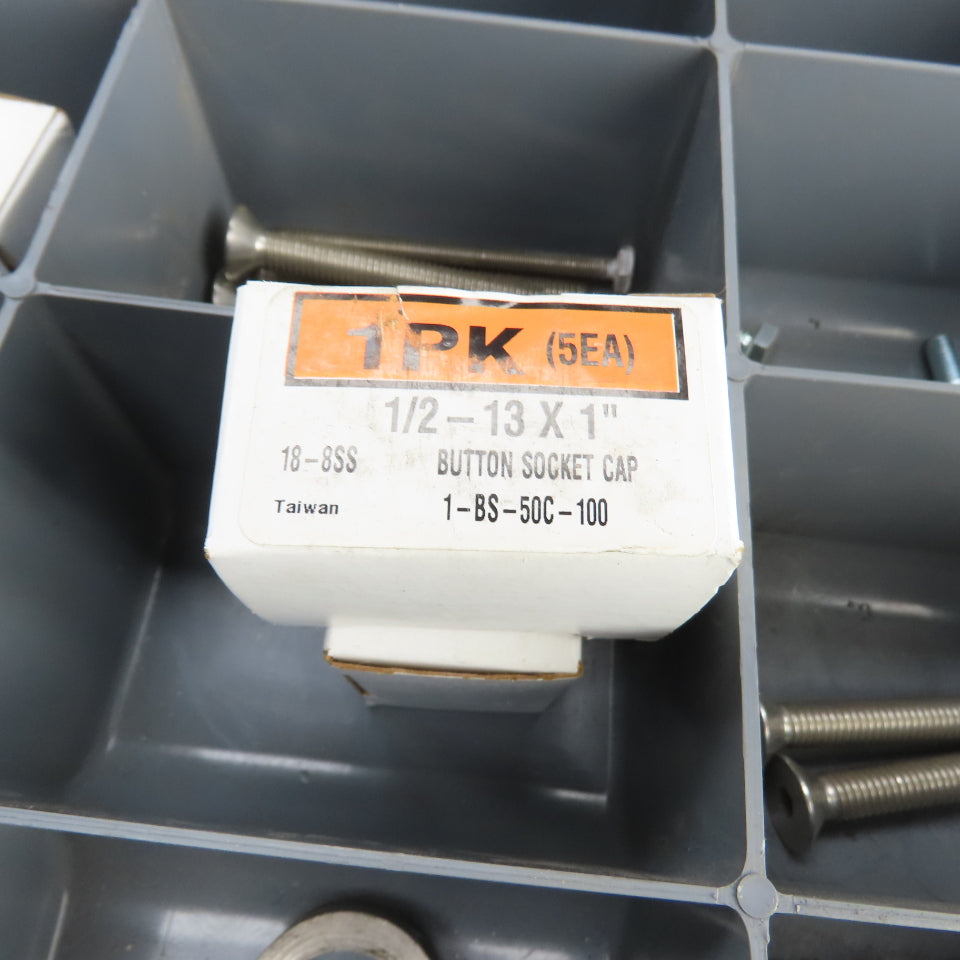 1PK (5EA)
1/2-13 X 1"
18-8SS BUTTON SOCKET CAP
Taiwan 1-BS-50C-100